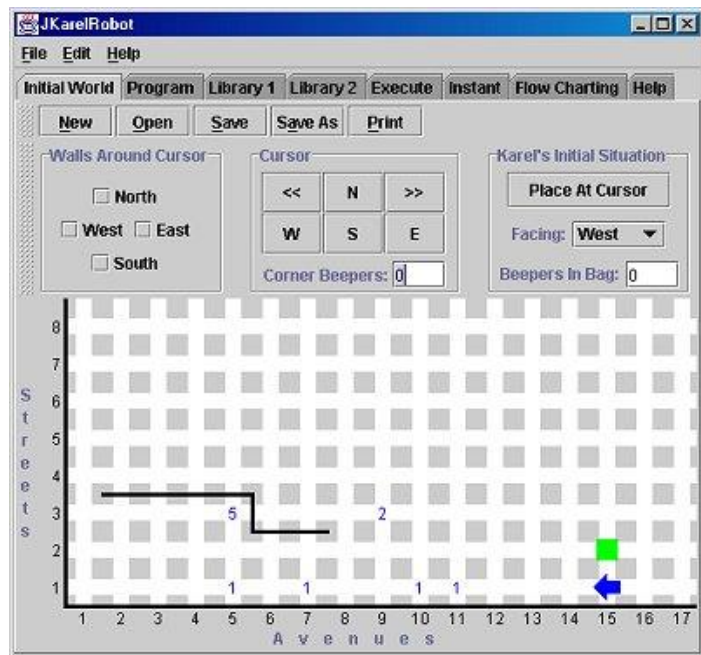 JKarelRobot
File Edit Help
Initial World Program Library 1 Library 2 Execute Instant Flow Charting Help
New Open Save Save As Print
Walls Around Cursor Cursor Karel's Initial Situation
North << N >> Place At Cursor
West East W S E Facing: West
South Corner Beepers: 0 Beepers In Bag: 0
Streets
8
7
6
5
4
3 5 2
2
1 1 1 1 1
1 2 3 4 5 6 7 8 9 10 11 12 13 14 15 16 17
Avenues